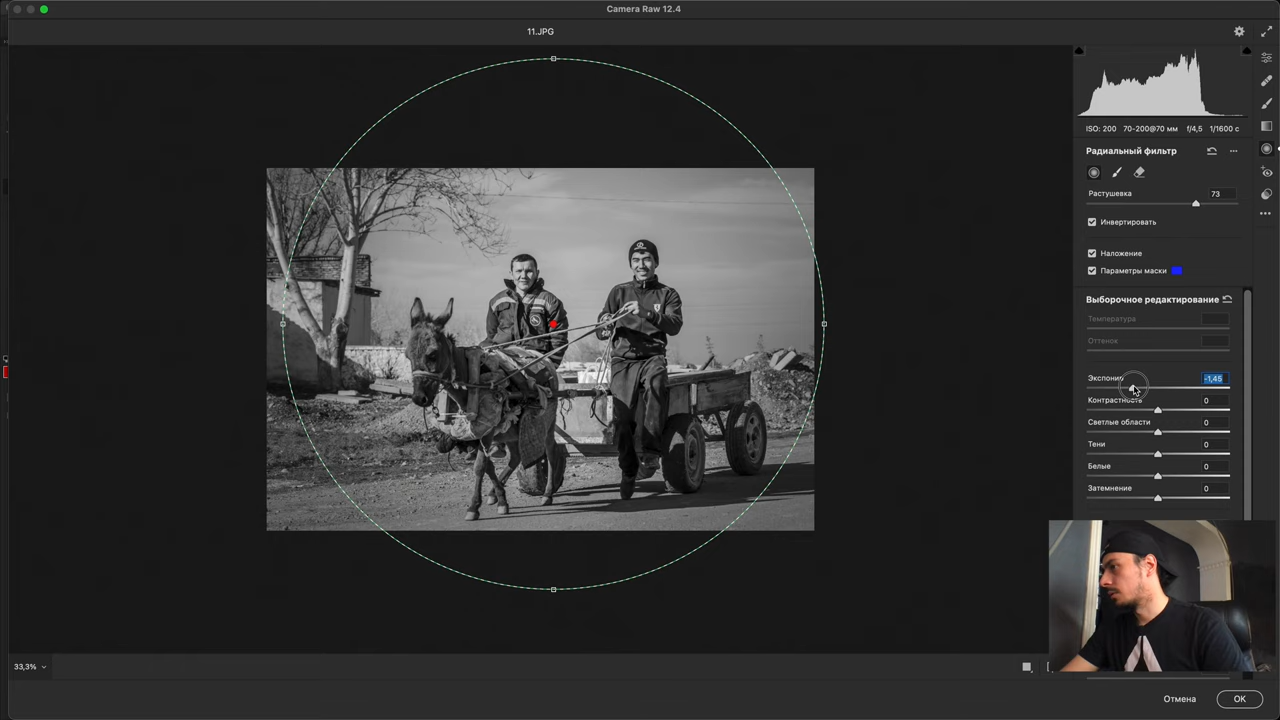 Camera Raw 12.4
11.JPG
ISO: 200 70-200@70 мм f/4,5 1/1600 с
Радиальный фильтр
Растушевка 73
Инвертировать
Наложение
Параметры маски
Выборочное редактирование
Температура
Оттенок
-1,45
Контрастность 0
Светлые области 0
Тени 0
Белые 0
Затемнение 0
33,3%
Отмена
OK